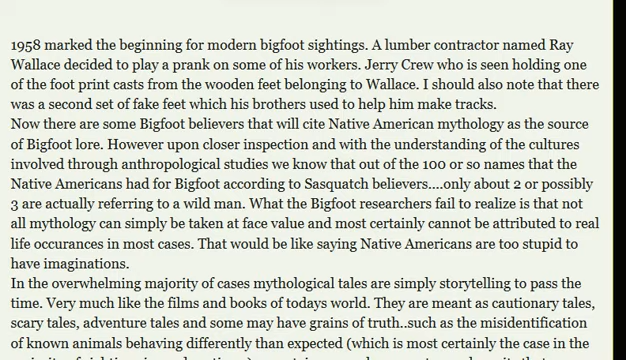 1958 marked the beginning for modern bigfoot sightings. A lumber contractor named Ray
Wallace decided to play a prank on some of his workers. Jerry Crew who is seen holding one
of the foot print casts from the wooden feet belonging to Wallace. I should also note that there
was a second set of fake feet which his brothers used to help him make tracks.
Now there are some Bigfoot believers that will cite Native American mythology as the source
of Bigfoot lore. However upon closer inspection and with the understanding of the cultures
involved through anthropological studies we know that out of the 100 or so names that the
Native Americans had for Bigfoot according to Sasquatch believers....only about 2 or possibly
3 are actually referring to a wild man. What the Bigfoot researchers fail to realize is that not
all mythology can simply be taken at face value and most certainly cannot be attributed to real
life occurances in most cases. That would be like saying Native Americans are too stupid to
have imaginations.
In the overwhelming majority of cases mythological tales are simply storytelling to pass the
time. Very much like the films and books of todays world. They are meant as cautionary tales,
scary tales, adventure tales and some may have grains of truth..such as the misidentification
of known animals behaving differently than expected (which is most certainly the case in the